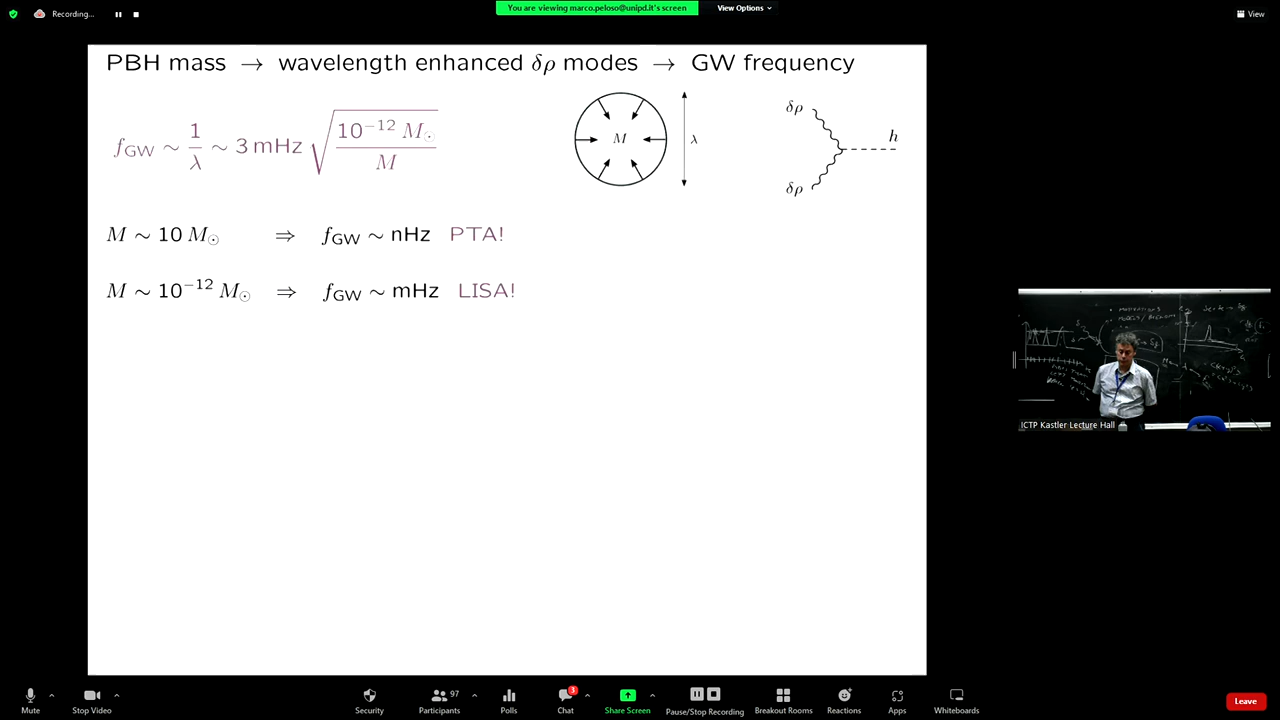 Recording...
You are viewing marco.peloso@unipd.it's screen
View Options
View
PBH mass → wavelength enhanced δρ modes → GW frequency
f_GW ∼ 1/λ ∼ 3 mHz √(10⁻¹² M⊙ / M)
M
λ
δρ
h
δρ
M ∼ 10 M⊙ ⇒ f_GW ∼ nHz PTA!
M ∼ 10⁻¹² M⊙ ⇒ f_GW ∼ mHz LISA!
ICTP Kastler Lecture Hall
Mute
Stop Video
Security
Participants
97
Polls
Chat
3
Share Screen
Pause/Stop Recording
Breakout Rooms
Reactions
Apps
Whiteboards
Leave